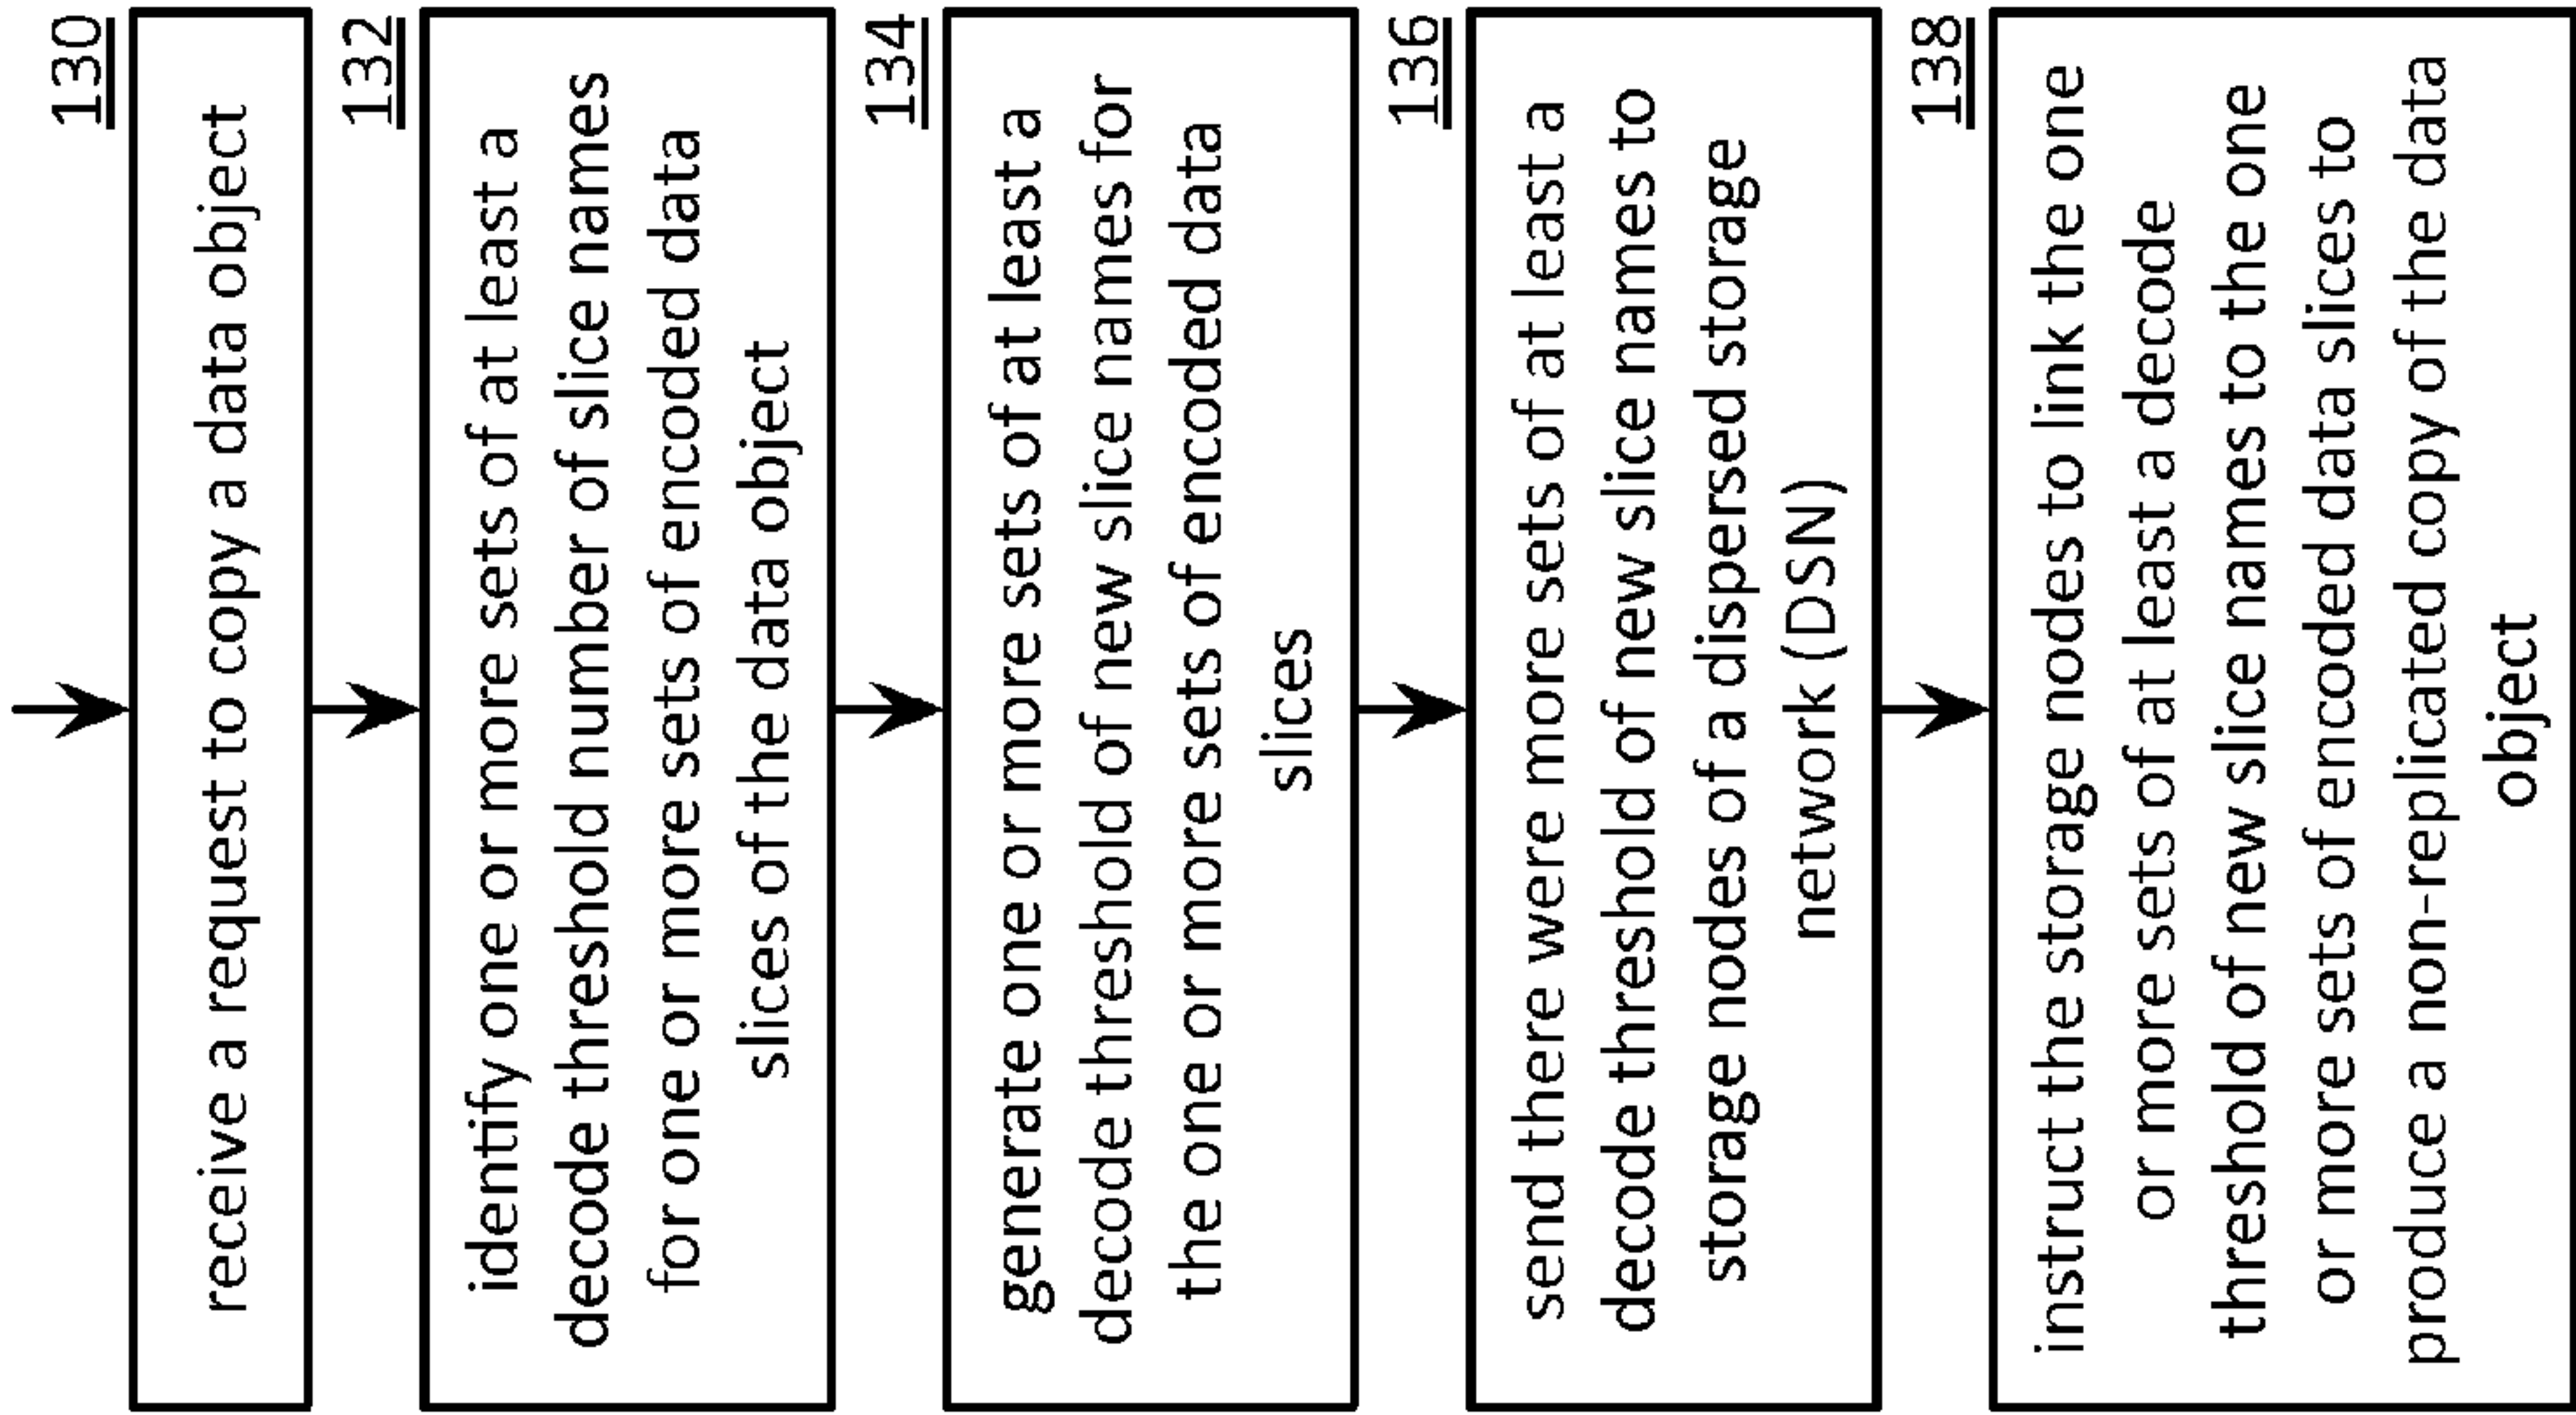 130
receive a request to copy a data object
132
identify one or more sets of at least a
decode threshold number of slice names
for one or more sets of encoded data
slices of the data object
134
generate one or more sets of at least a
decode threshold of new slice names for
the one or more sets of encoded data
slices
136
send there were more sets of at least a
decode threshold of new slice names to
storage nodes of a dispersed storage
network (DSN)
138
instruct the storage nodes to link the one
or more sets of at least a decode
threshold of new slice names to the one
or more sets of encoded data slices to
produce a non-replicated copy of the data
object